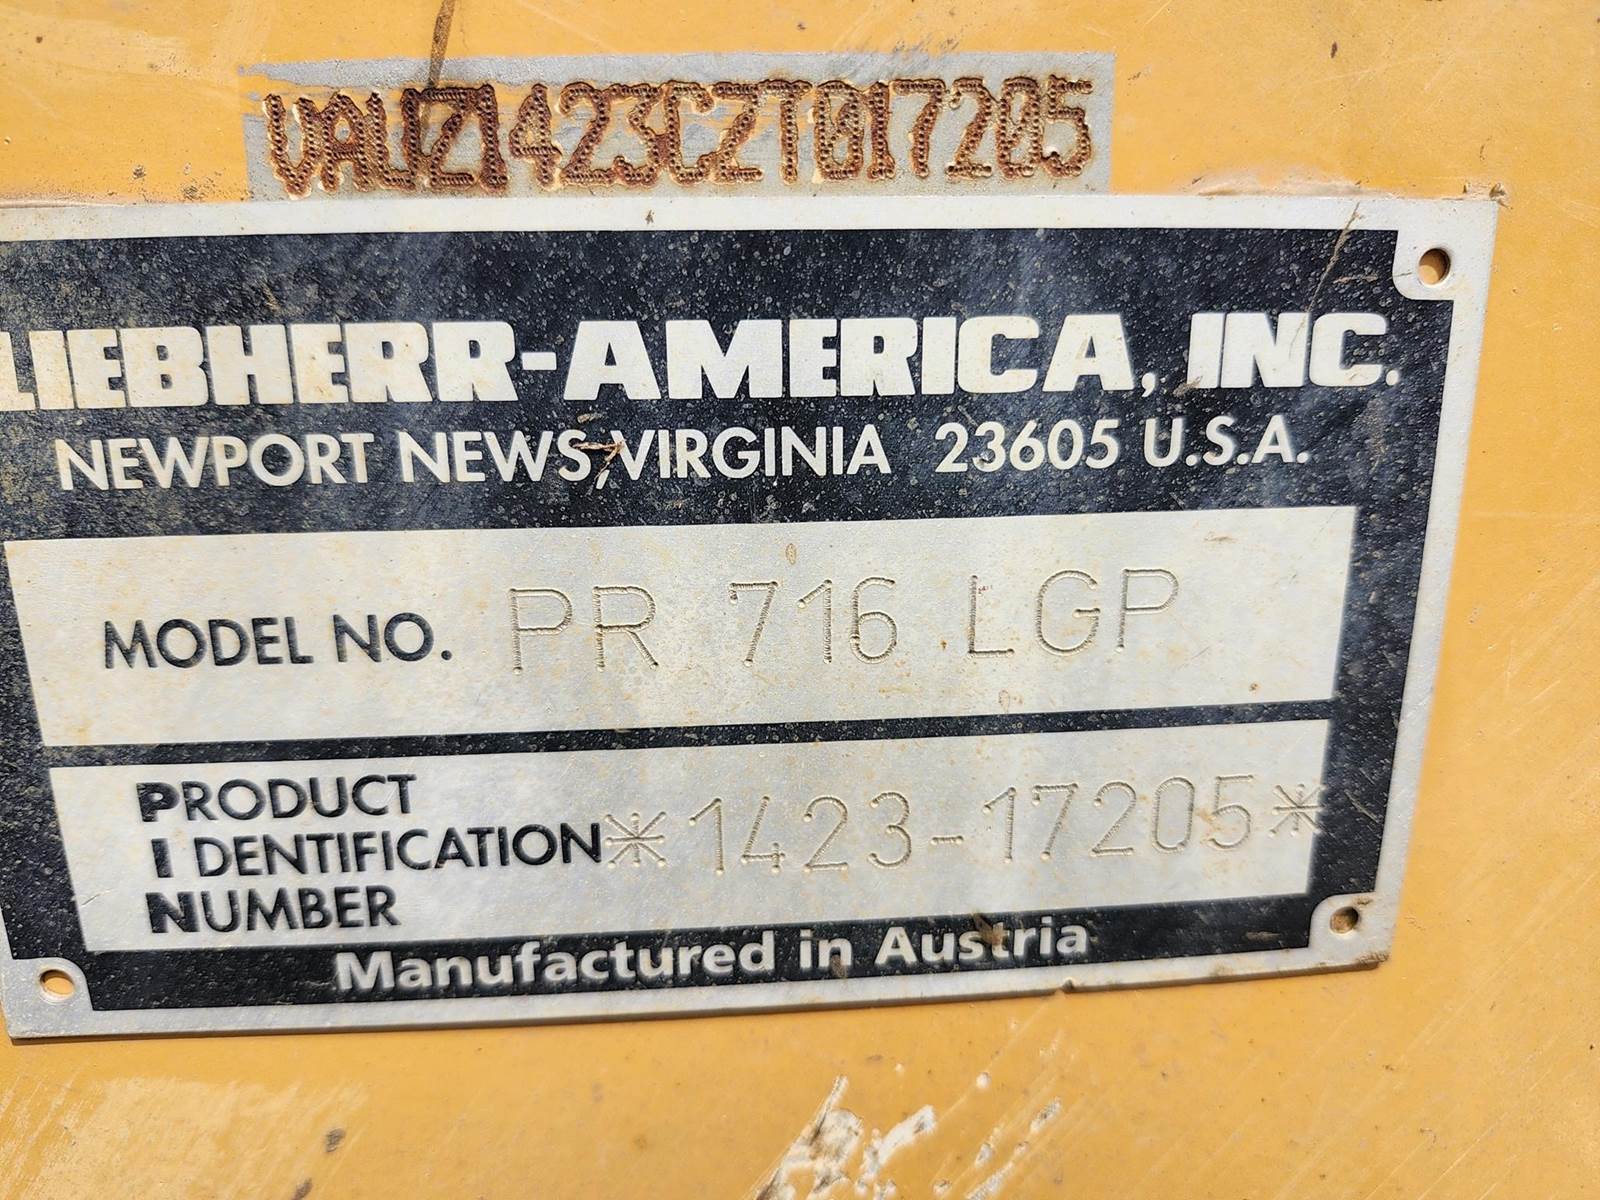 VAUZ1423CZT017205
LIEBHERR-AMERICA, INC.
NEWPORT NEWS, VIRGINIA 23605 U.S.A.
MODEL NO. PR 716 LGP
PRODUCT
IDENTIFICATION *1423-17205*
NUMBER
Manufactured in Austria